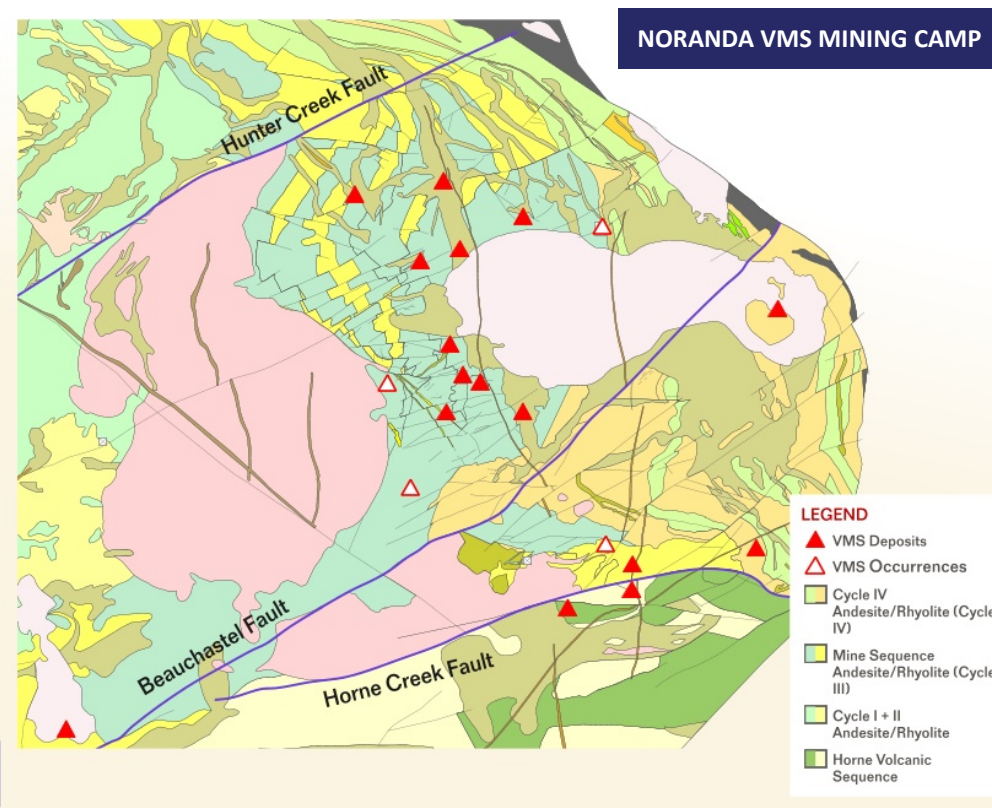 NORANDA VMS MINING CAMP
Hunter Creek Fault
Beauchastel Fault
Horne Creek Fault
LEGEND
VMS Deposits
VMS Occurrences
Cycle IV
Andesite/Rhyolite (Cycle
IV)
Mine Sequence
Andesite/Rhyolite (Cycle
III)
Cycle I + II
Andesite/Rhyolite
Horne Volcanic
Sequence